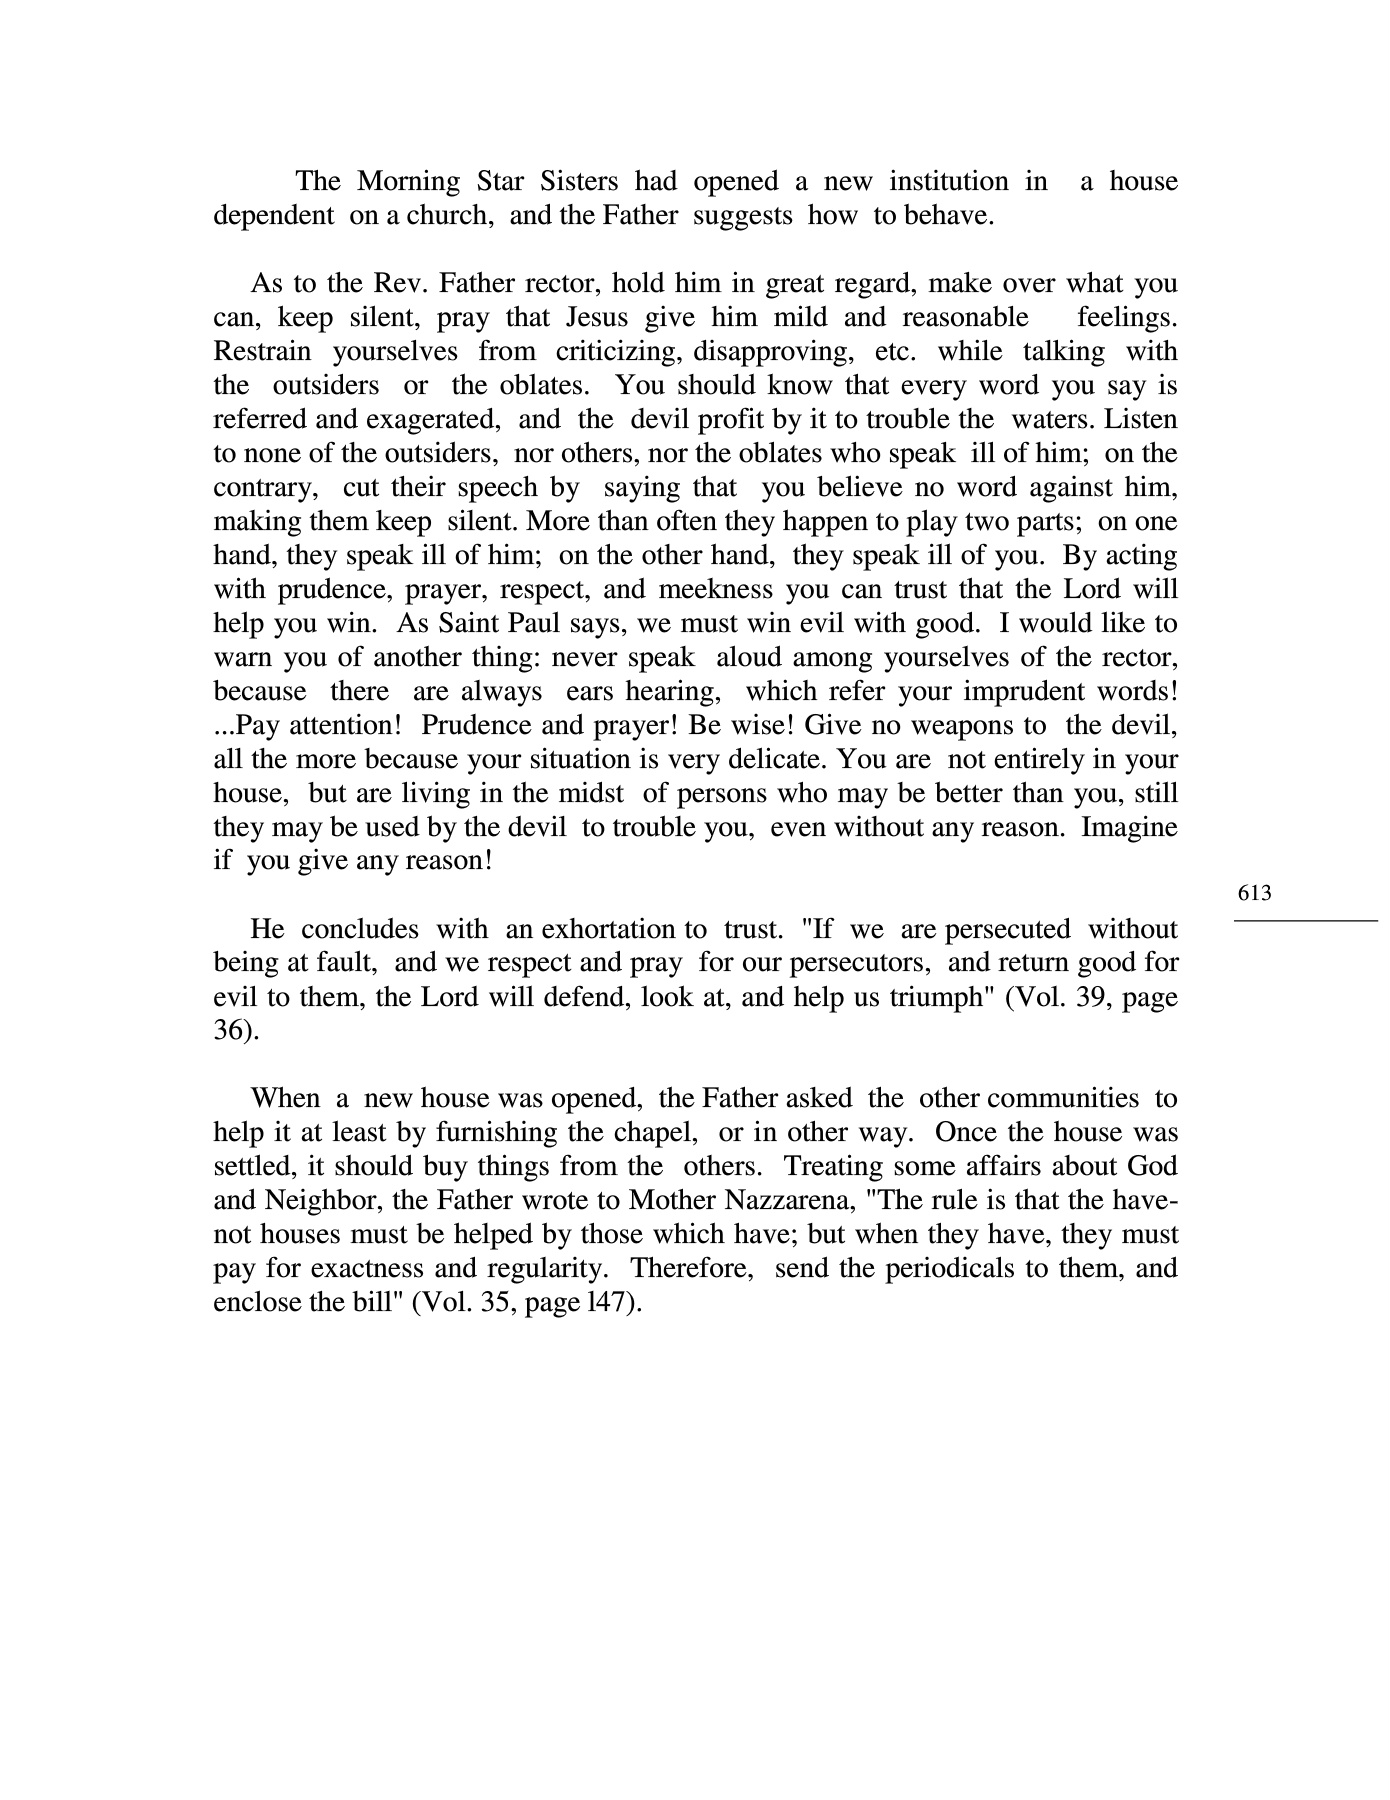 The Morning Star Sisters had opened a new institution in a house
dependent on a church, and the Father suggests how to behave.
As to the Rev. Father rector, hold him in great regard, make over what you
can, keep silent, pray that Jesus give him mild and reasonable feelings.
Restrain yourselves from criticizing, disapproving, etc. while talking with
the outsiders or the oblates. You should know that every word you say is
referred and exagerated, and the devil profit by it to trouble the waters. Listen
to none of the outsiders, nor others, nor the oblates who speak ill of him; on the
contrary, cut their speech by saying that you believe no word against him,
making them keep silent. More than often they happen to play two parts; on one
hand, they speak ill of him; on the other hand, they speak ill of you. By acting
with prudence, prayer, respect, and meekness you can trust that the Lord will
help you win. As Saint Paul says, we must win evil with good. I would like to
warn you of another thing: never speak aloud among yourselves of the rector,
because there are always ears hearing, which refer your imprudent words!
...Pay attention! Prudence and prayer! Be wise! Give no weapons to the devil,
all the more because your situation is very delicate. You are not entirely in your
house, but are living in the midst of persons who may be better than you, still
they may be used by the devil to trouble you, even without any reason. Imagine
if you give any reason!
613
He concludes with an exhortation to trust. "If we are persecuted without
being at fault, and we respect and pray for our persecutors, and return good for
evil to them, the Lord will defend, look at, and help us triumph" (Vol. 39, page
36).
When a new house was opened, the Father asked the other communities to
help it at least by furnishing the chapel, or in other way. Once the house was
settled, it should buy things from the others. Treating some affairs about God
and Neighbor, the Father wrote to Mother Nazzarena, "The rule is that the have-
not houses must be helped by those which have; but when they have, they must
pay for exactness and regularity. Therefore, send the periodicals to them, and
enclose the bill" (Vol. 35, page l47).